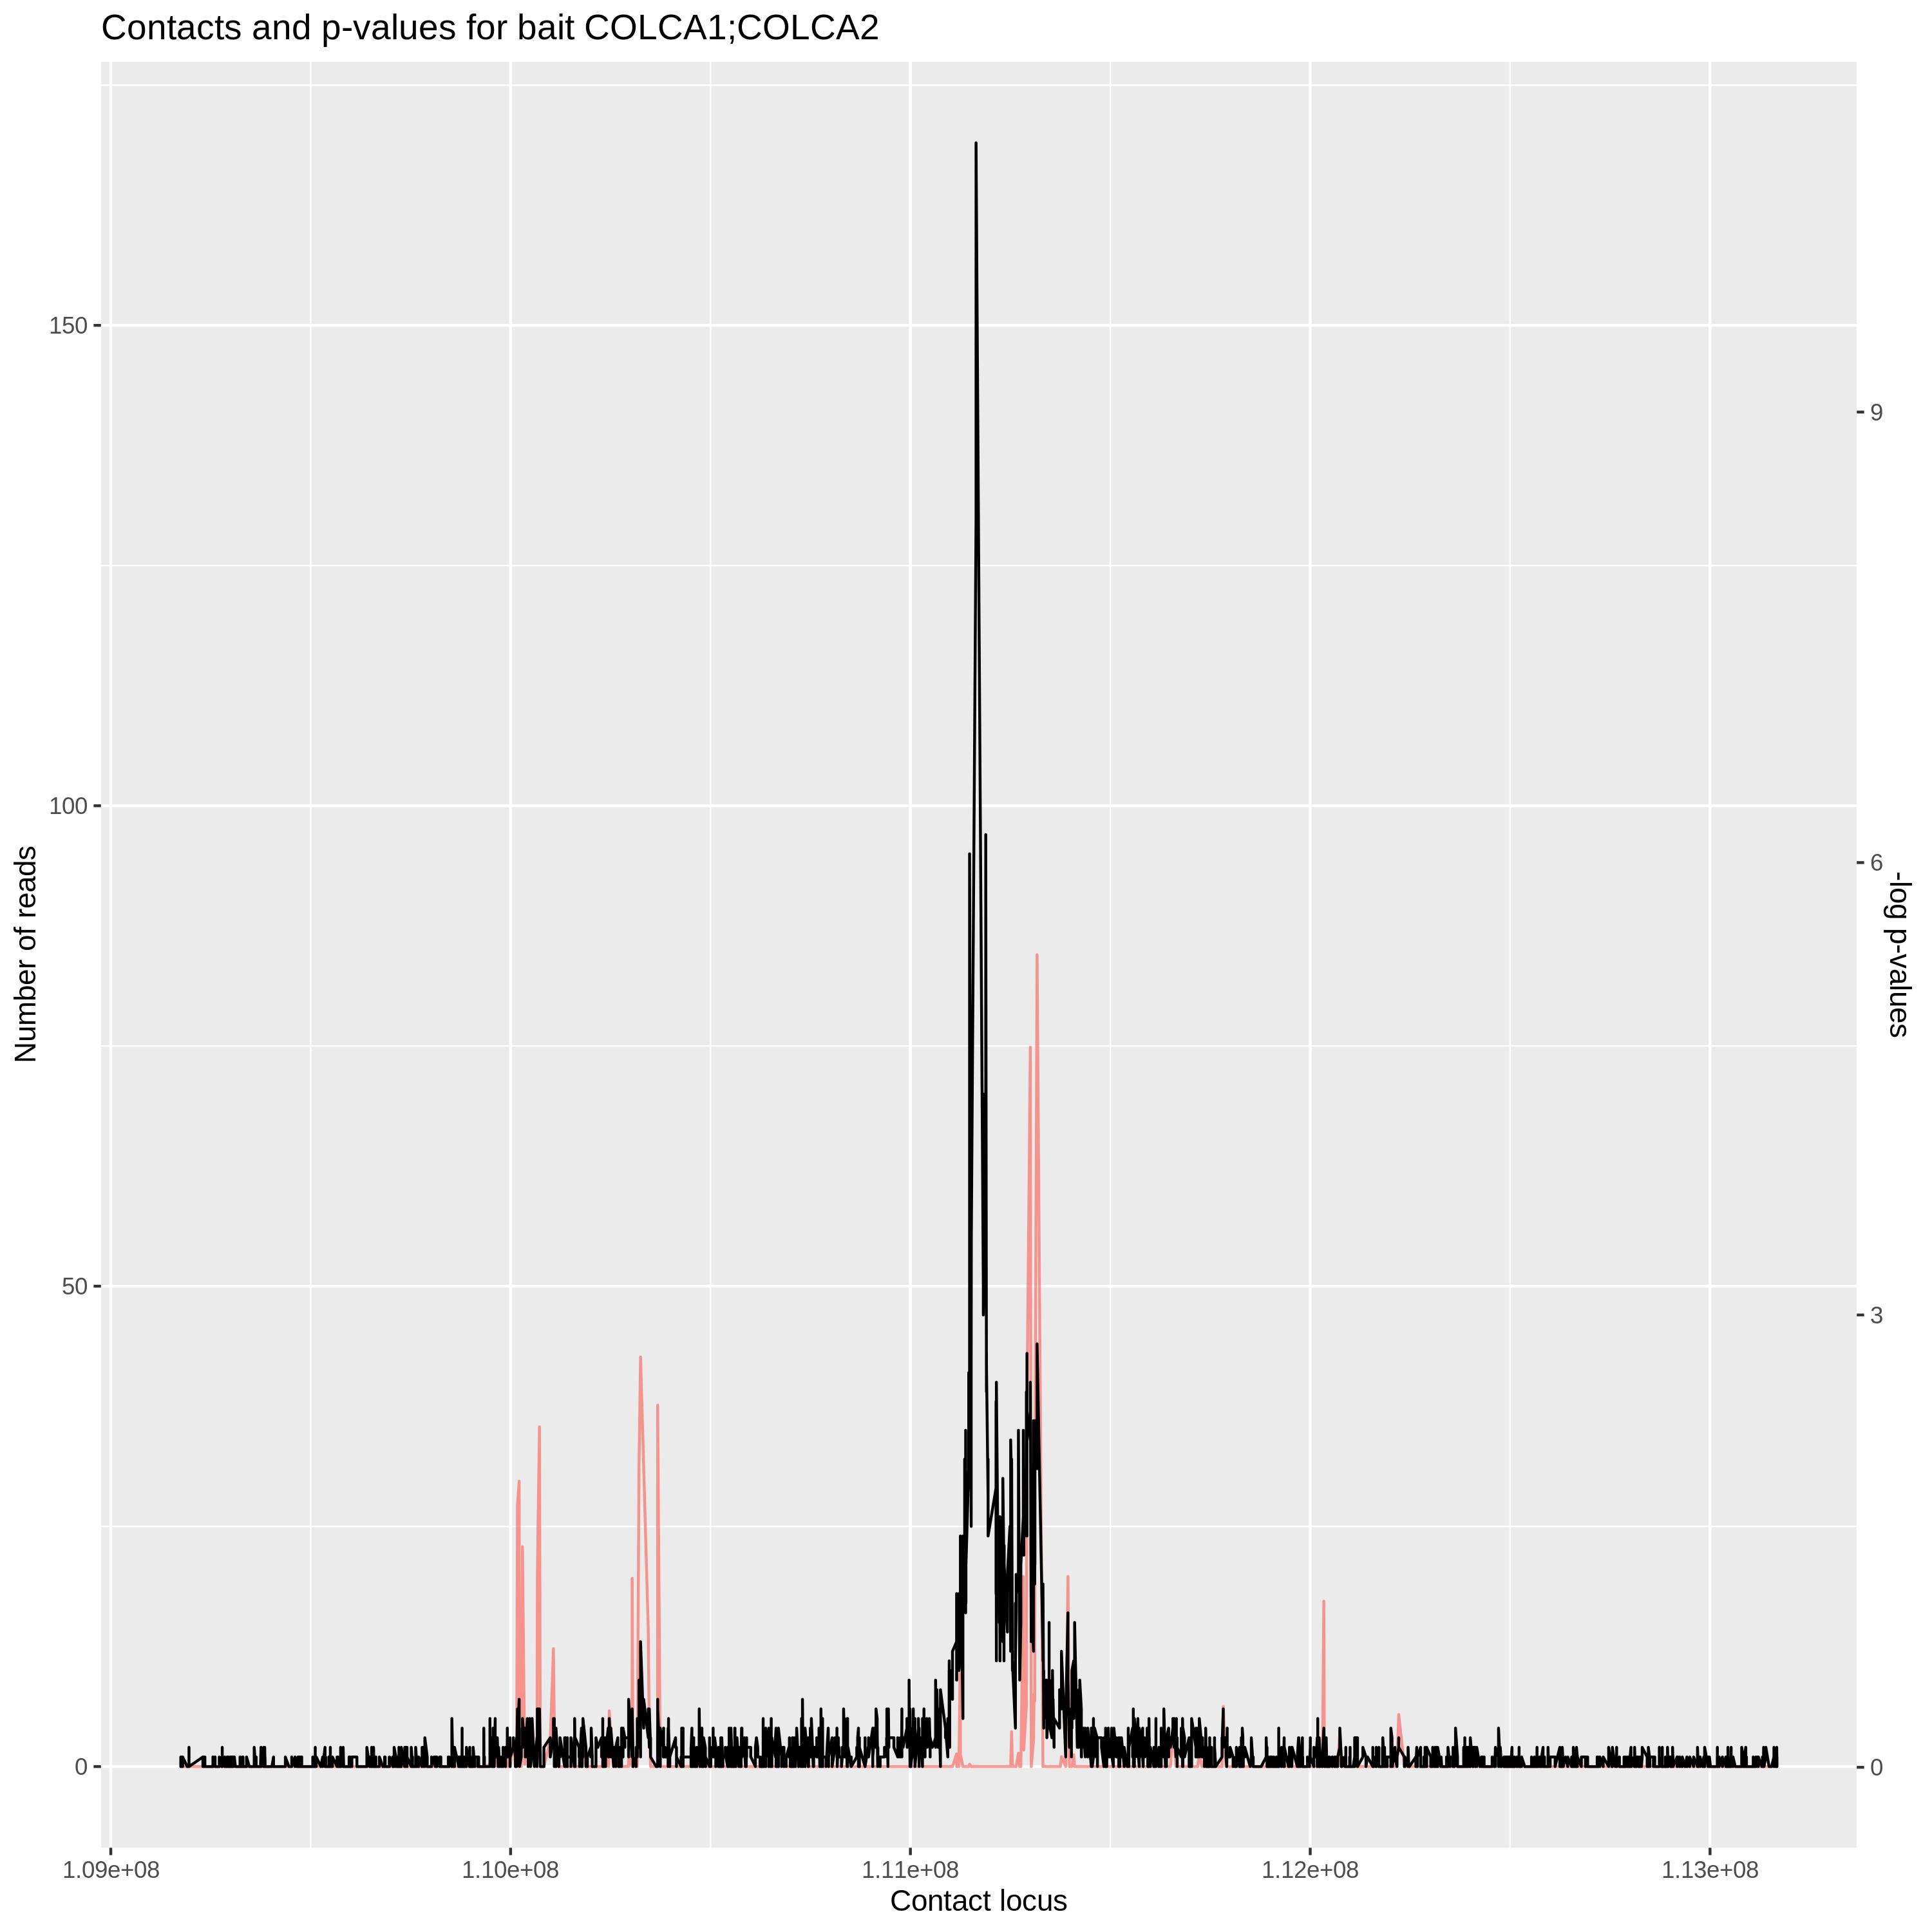 Contacts and p-values for bait COLCA1;COLCA2
Number of reads
150
100
50
0
9
6
3
0
-log p-values
1.09e+08
1.10e+08
1.11e+08
1.12e+08
1.13e+08
Contact locus